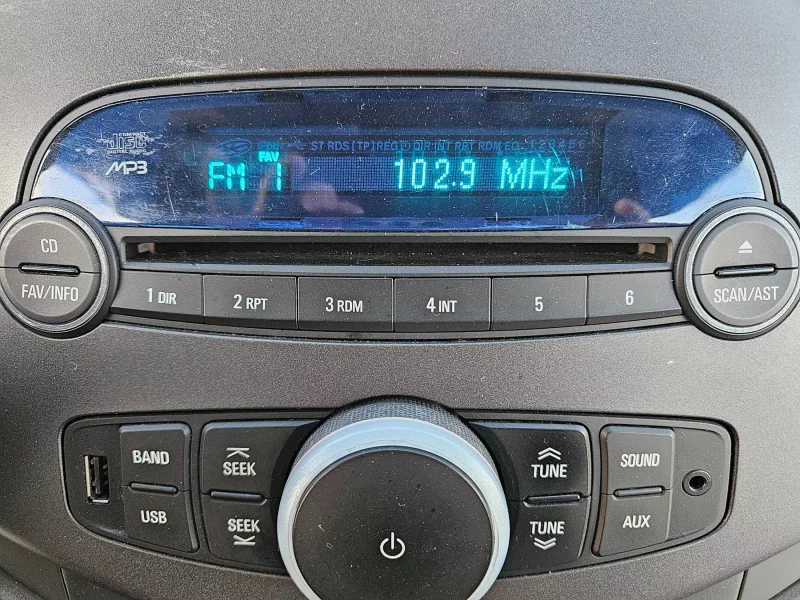 COMPACT
disc
DIGITAL AUDIO
MP3
ST RDS [TP] REG DIR INT RPT RDM EQ
FAV
FM 1 102.9 MHz
CD
FAV/INFO
1 DIR
2 RPT
3 RDM
4 INT
5
6
SCAN/AST
BAND
USB
SEEK
SEEK
TUNE
TUNE
SOUND
AUX